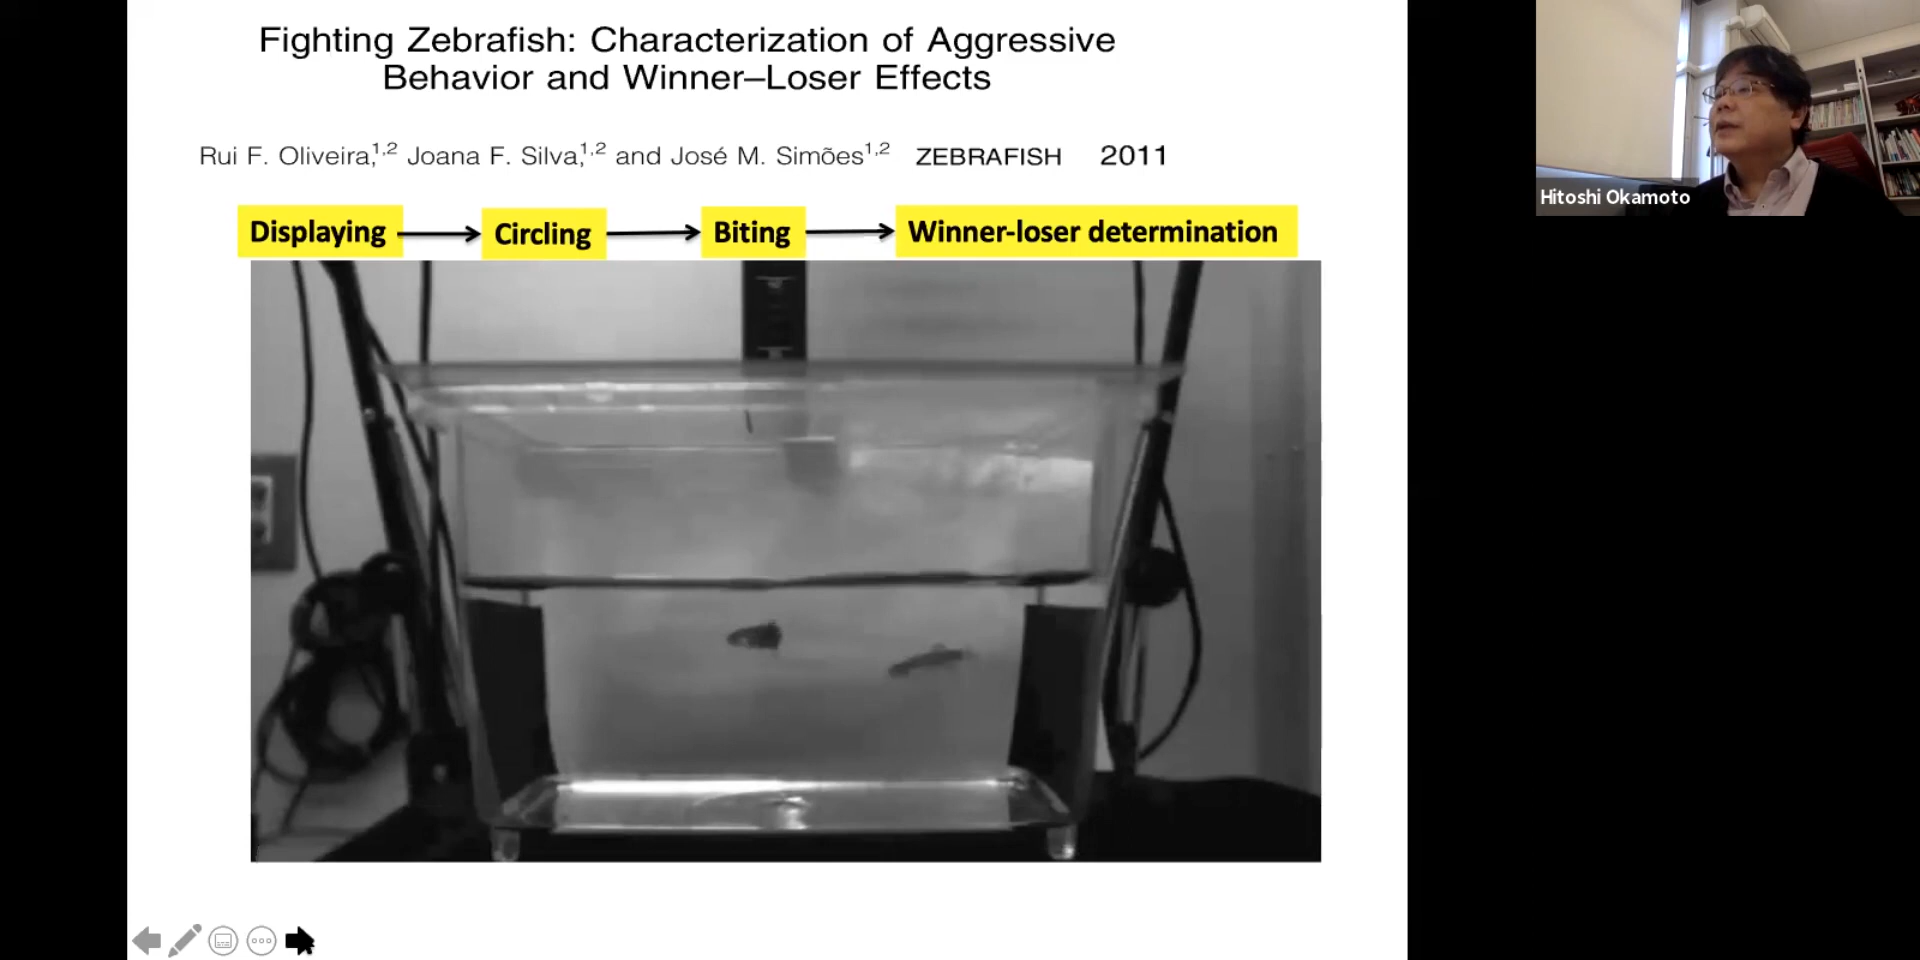 Fighting Zebrafish: Characterization of Aggressive
Behavior and Winner–Loser Effects
Rui F. Oliveira,1,2 Joana F. Silva,1,2 and José M. Simões1,2 ZEBRAFISH 2011
Displaying Circling Biting Winner-loser determination
Hitoshi Okamoto